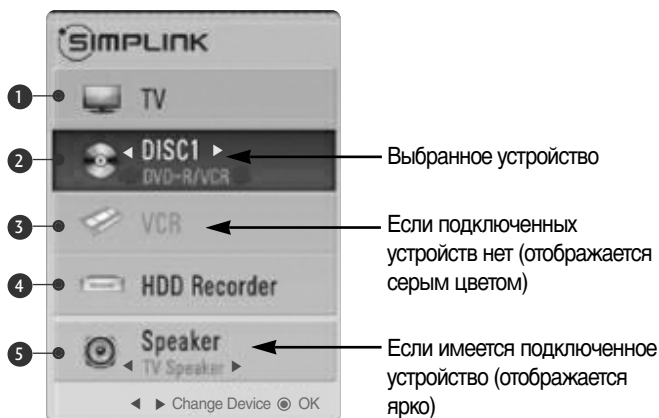 SIMPLINK
1 TV
2 ◄ DISC1 ►
DVD-R/VCR
Выбранное устройство
3 VCR
Если подключенных
устройств нет (отображается
серым цветом)
4 HDD Recorder
5 Speaker
◄ TV Speaker ►
Если имеется подключенное
устройство (отображается
ярко)
◄ ► Change Device ◉ OK